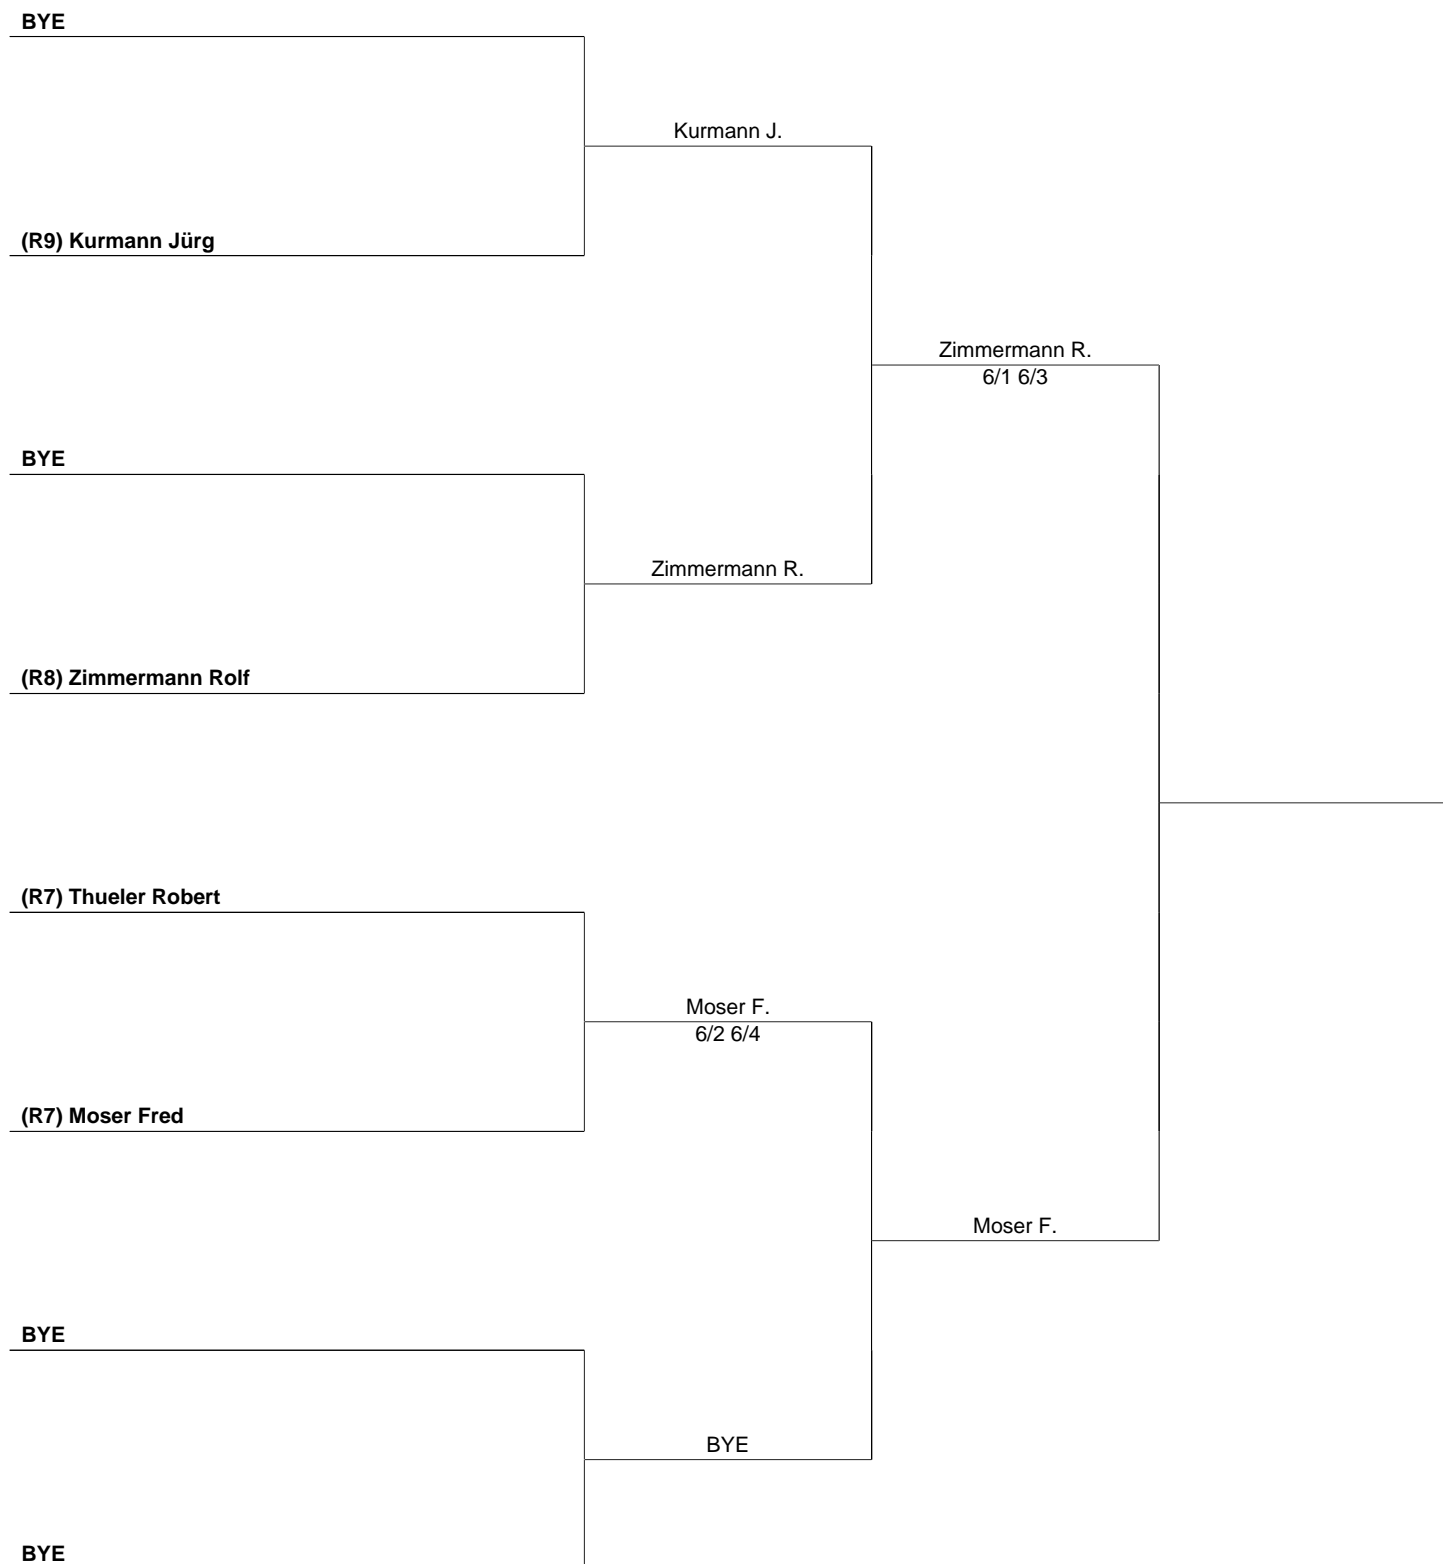 BYE
Kurmann J.
(R9) Kurmann Jürg
Zimmermann R.
6/1 6/3
BYE
Zimmermann R.
(R8) Zimmermann Rolf
(R7) Thueler Robert
Moser F.
6/2 6/4
(R7) Moser Fred
Moser F.
BYE
BYE
BYE